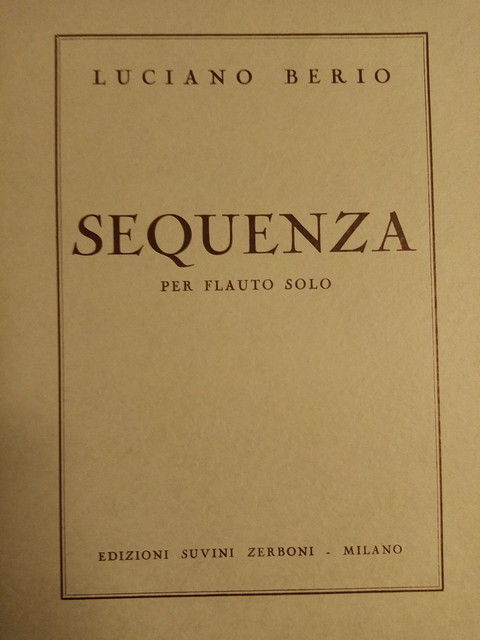 LUCIANO BERIO
SEQUENZA
PER FLAUTO SOLO
EDIZIONI SUVINI ZERBONI - MILANO